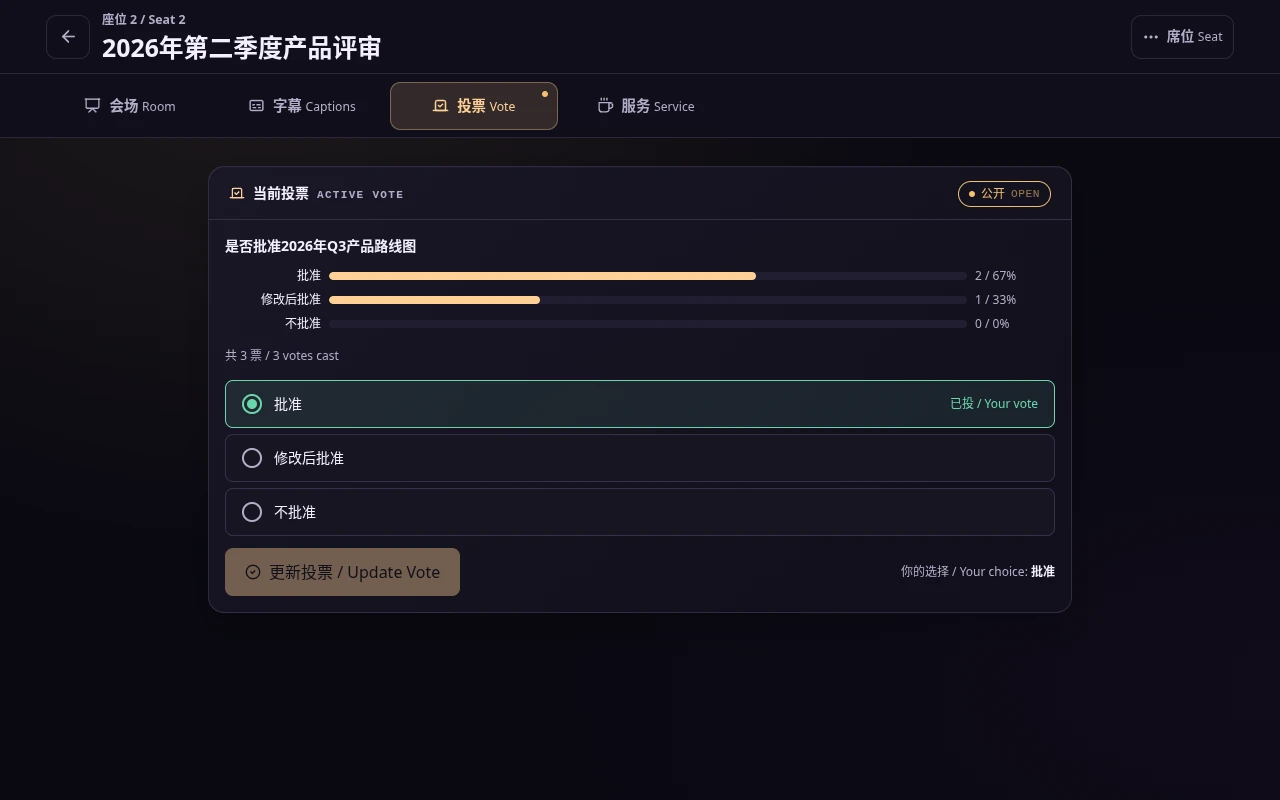 座位 2 / Seat 2
2026年第二季度产品评审
席位 Seat
会场 Room
字幕 Captions
投票 Vote
服务 Service
当前投票 ACTIVE VOTE
公开 OPEN
是否批准2026年Q3产品路线图
批准 2 / 67%
修改后批准 1 / 33%
不批准 0 / 0%
共 3 票 / 3 votes cast
批准 已投 / Your vote
修改后批准
不批准
更新投票 / Update Vote
你的选择 / Your choice: 批准